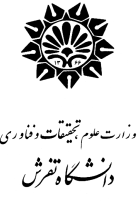 وزارت علوم تحقیقات و فناوری
دانشگاه تفرش